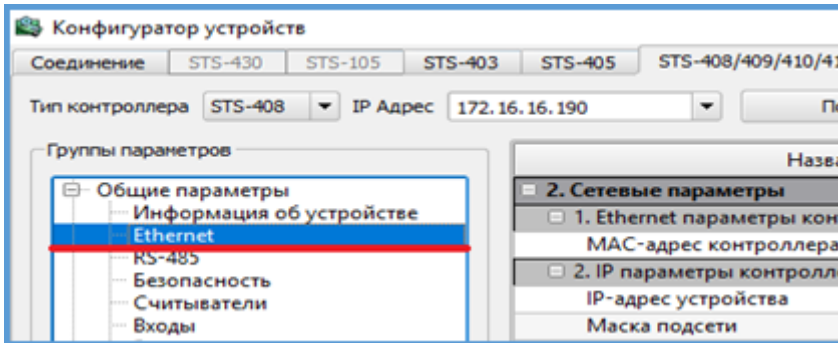 Конфигуратор устройств
Соединение STS-430 STS-105 STS-403 STS-405 STS-408/409/410/41
Тип контроллера STS-408 IP Адрес 172.16.16.190 П
Группы параметров
Назва
Общие параметры
Информация об устройстве
Ethernet
RS-485
Безопасность
Считыватели
Входы
2. Сетевые параметры
1. Ethernet параметры кон
MAC-адрес контроллера
2. IP параметры контролл
IP-адрес устройства
Маска подсети